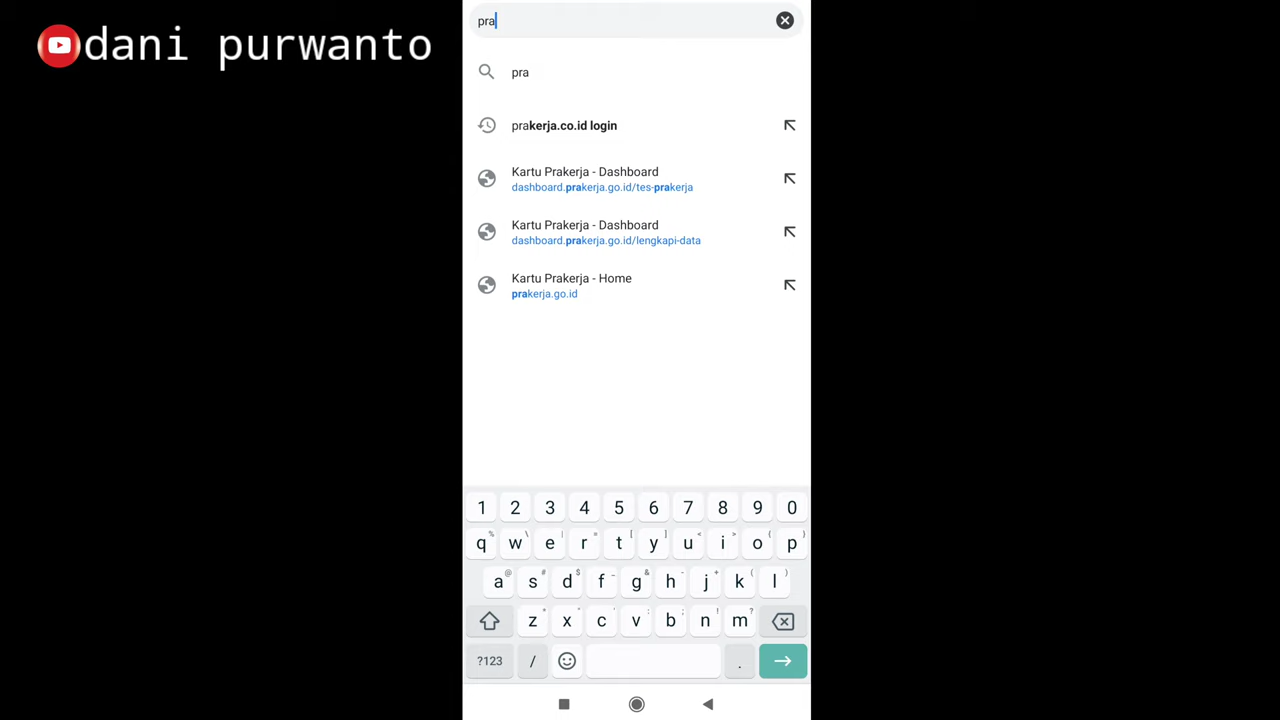 dani purwanto
pra
pra
prakerja.co.id login
Kartu Prakerja - Dashboard
dashboard.prakerja.go.id/tes-prakerja
Kartu Prakerja - Dashboard
dashboard.prakerja.go.id/lengkapi-data
Kartu Prakerja - Home
prakerja.go.id
1 2 3 4 5 6 7 8 9 0
q w e r t y u i o p
a s d f g h j k l
z x c v b n m
?123 / .